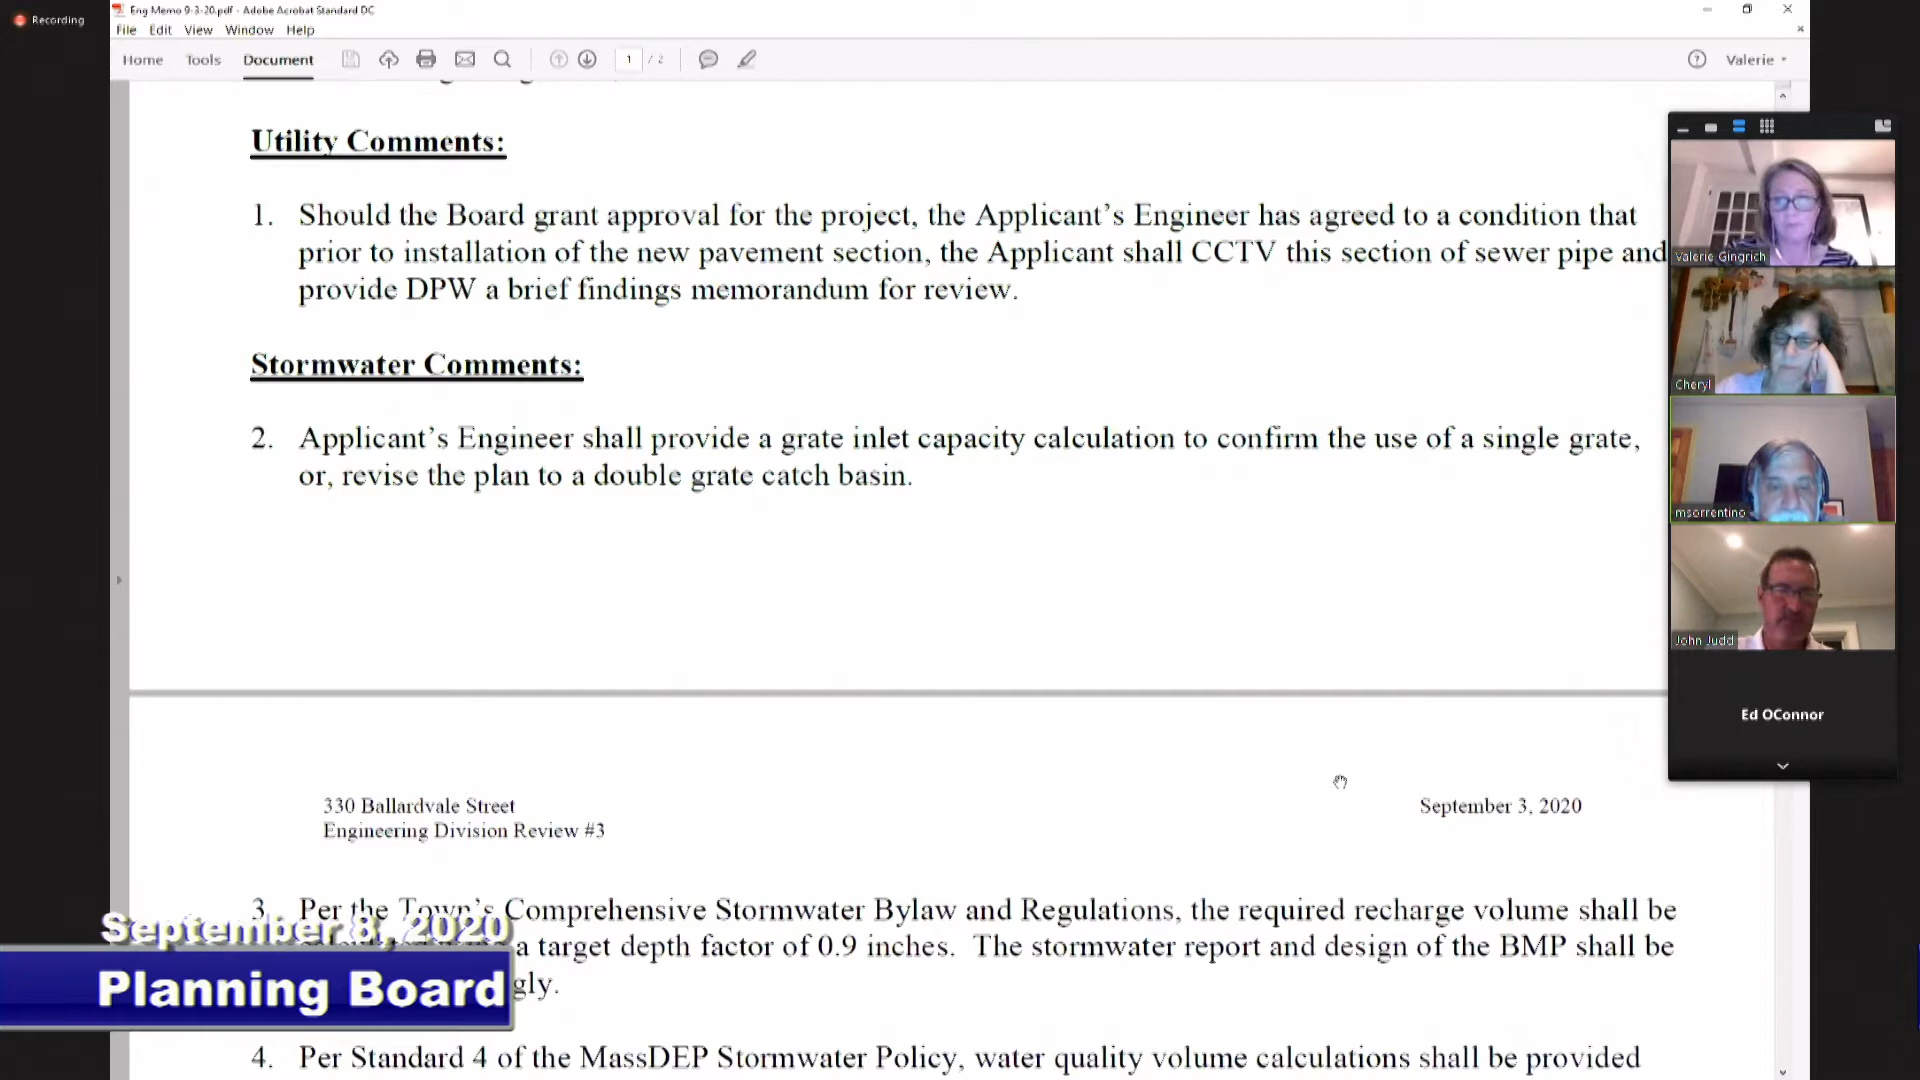 Recording
Eng Memo 9-3-20.pdf - Adobe Acrobat Standard DC
File Edit View Window Help
Home Tools Document 1 / 2 Valerie
Utility Comments:
1. Should the Board grant approval for the project, the Applicant's Engineer has agreed to a condition that
prior to installation of the new pavement section, the Applicant shall CCTV this section of sewer pipe and
provide DPW a brief findings memorandum for review.
Stormwater Comments:
2. Applicant's Engineer shall provide a grate inlet capacity calculation to confirm the use of a single grate,
or, revise the plan to a double grate catch basin.
Valerie Gingrich
Cheryl
msorrentino
John Judd
Ed OConnor
330 Ballardvale Street
Engineering Division Review #3
September 3, 2020
3. Per the Town's Comprehensive Stormwater Bylaw and Regulations, the required recharge volume shall be
a target depth factor of 0.9 inches. The stormwater report and design of the BMP shall be
gly.
4. Per Standard 4 of the MassDEP Stormwater Policy, water quality volume calculations shall be provided
September 8, 2020
Planning Board